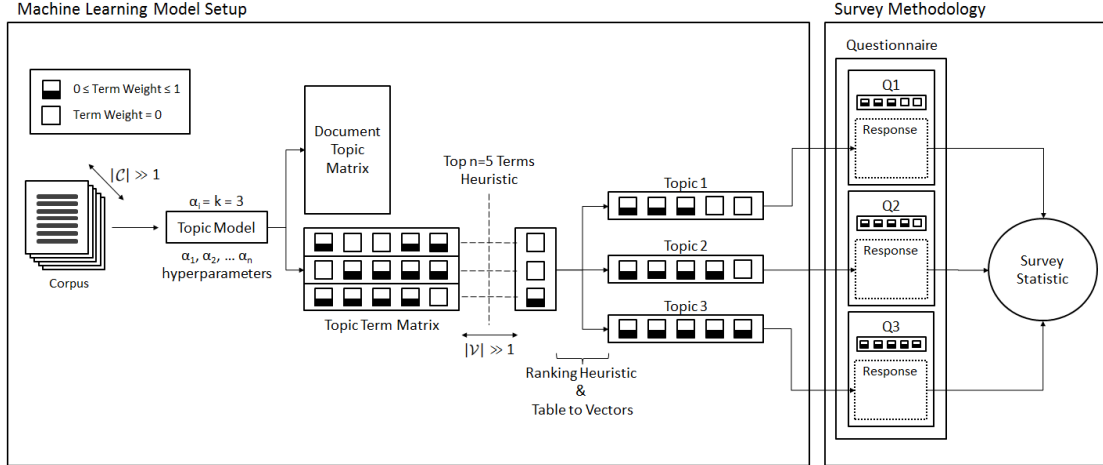 Machine Learning Model Setup
Survey Methodology
0 ≤ Term Weight ≤ 1
Term Weight = 0
|𝒞| ≫ 1
Corpus
αᵢ = k = 3
Topic Model
α₁, α₂, ... αₙ
hyperparameters
Document
Topic
Matrix
Topic Term Matrix
Top n=5 Terms
Heuristic
|𝒱| ≫ 1
Topic 1
Topic 2
Topic 3
Ranking Heuristic
&
Table to Vectors
Questionnaire
Q1
Response
Q2
Response
Q3
Response
Survey
Statistic